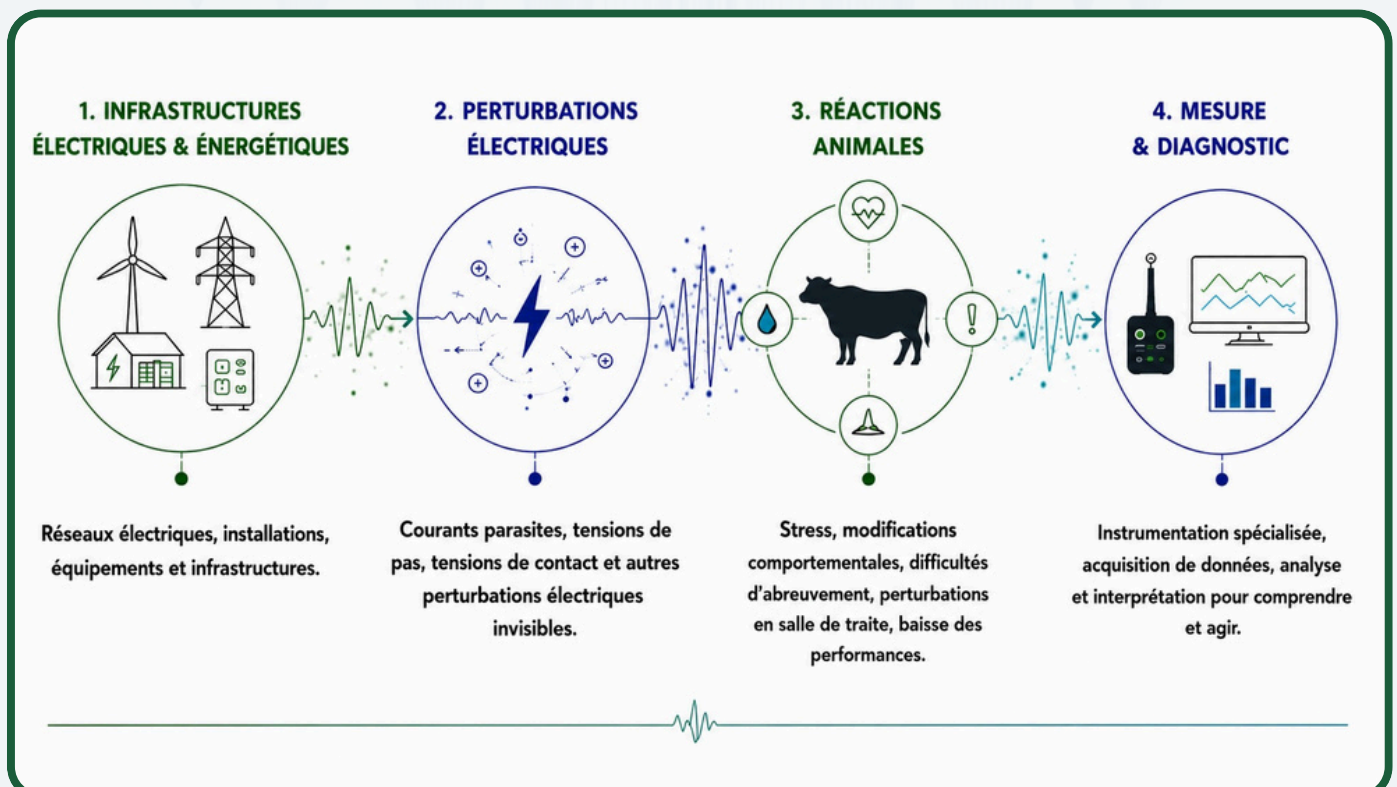 1. INFRASTRUCTURES
ÉLECTRIQUES & ÉNERGÉTIQUES
Réseaux électriques, installations,
équipements et infrastructures.
2. PERTURBATIONS
ÉLECTRIQUES
Courants parasites, tensions de
pas, tensions de contact et autres
perturbations électriques
invisibles.
3. RÉACTIONS
ANIMALES
Stress, modifications
comportementales, difficultés
d'abreuvement, perturbations
en salle de traite, baisse des
performances.
4. MESURE
& DIAGNOSTIC
Instrumentation spécialisée,
acquisition de données, analyse
et interprétation pour comprendre
et agir.